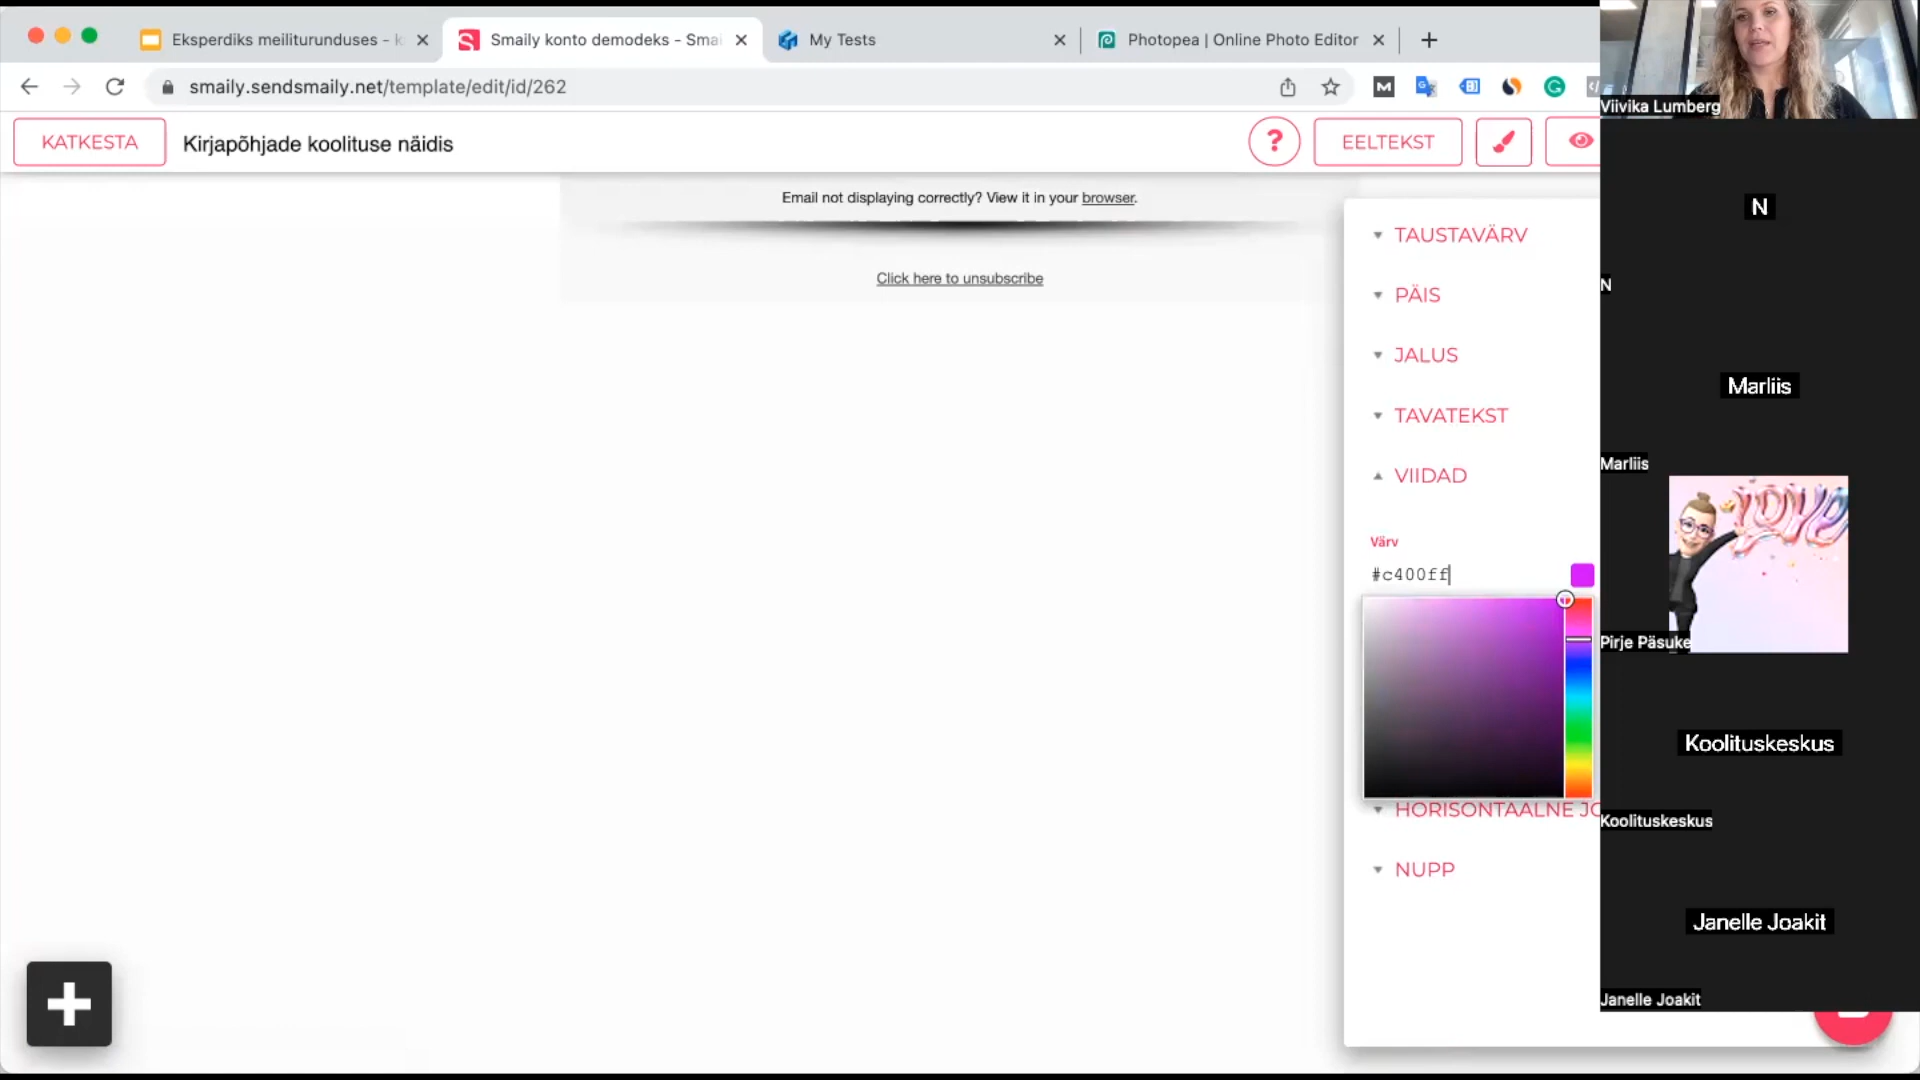 Eksperdiks meiliturunduses - k
Smaily konto demodeks - Smai
My Tests
Photopea | Online Photo Editor
smaily.sendsmaily.net/template/edit/id/262
KATKESTA
Kirjapõhjade koolituse näidis
?
EELTEKST
Email not displaying correctly? View it in your browser.
Click here to unsubscribe
TAUSTAVÄRV
PÄIS
JALUS
TAVATEKST
VIIDAD
Värv
#c400ff
HORISONTAALNE JO
NUPP
Viivika Lumberg
N
N
Marliis
Marliis
Pirje Päsuke
Koolituskeskus
Koolituskeskus
Janelle Joakit
Janelle Joakit